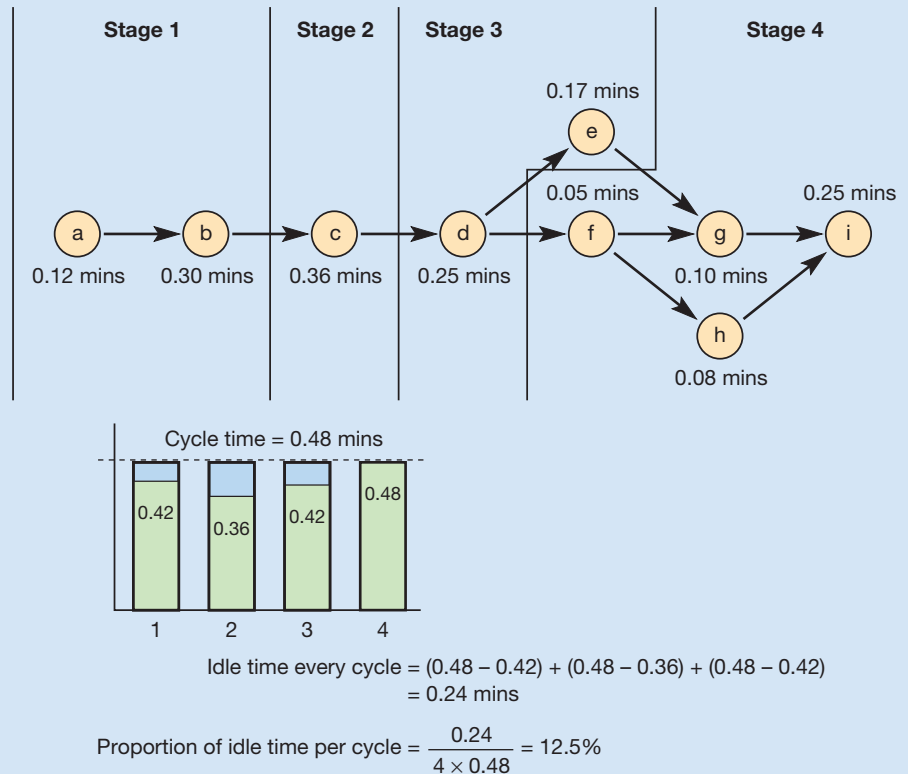 Stage 1 Stage 2 Stage 3 Stage 4
0.17 mins
e
0.05 mins 0.25 mins
a b c d f g i
0.12 mins 0.30 mins 0.36 mins 0.25 mins 0.10 mins
h
0.08 mins
Cycle time = 0.48 mins
0.42 0.36 0.42 0.48
1 2 3 4
Idle time every cycle = (0.48 – 0.42) + (0.48 – 0.36) + (0.48 – 0.42)
= 0.24 mins
Proportion of idle time per cycle = 0.24 / 4 × 0.48 = 12.5%